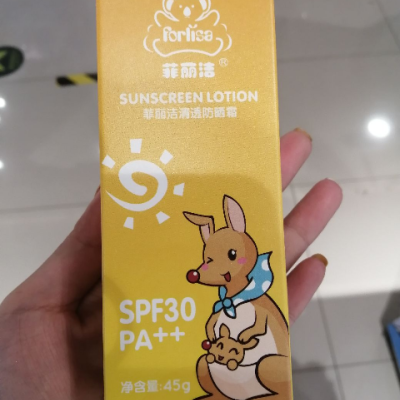 forlisa
菲丽洁®
SUNSCREEN LOTION
菲丽洁清透防晒霜
SPF30
PA++
净含量:45g